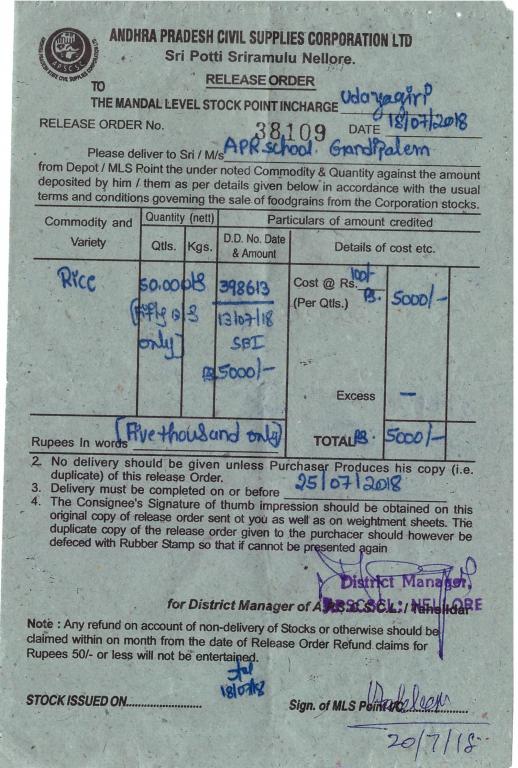 ANDHRA PRADESH CIVIL SUPPLIES CORPORATION LTD
Sri Potti Sriramulu Nellore.
RELEASE ORDER
TO
THE MANDAL LEVEL STOCK POINT INCHARGE Udayagiri
RELEASE ORDER No. 38109 DATE 18/07/2018
Please deliver to Sri / M/s APR.school. Gandipalem
from Depot / MLS Point the under noted Commodity & Quantity against the amount
deposited by him / them as per details given below in accordance with the usual
terms and conditions goveming the sale of foodgrains from the Corporation stocks.
Commodity and Variety
Quantity (nett)
Qtls. Kgs.
Particulars of amount credited
D.D. No. Date & Amount
Details of cost etc.
Rice 50.00 398613 Cost @ Rs. 100/- (Per Qtls.) Rs. 5000/-
[Fifty 13/07/18
only] SBI
Rs 5000/-
Excess –
Rupees In words [Five thousand only] TOTAL Rs. 5000/-
2. No delivery should be given unless Purchaser Produces his copy (i.e.
duplicate) of this release Order.
3. Delivery must be completed on or before 25/07/2018
4. The Consignee's Signature of thumb impression should be obtained on this
original copy of release order sent ot you as well as on weightment sheets. The
duplicate copy of the release order given to the purchacer should however be
defeced with Rubber Stamp so that if cannot be presented again
District Manager,
for District Manager of A.P.S.C.S.C.L. / Tahsildar
APSCSCL: NELLORE
Note : Any refund on account of non-delivery of Stocks or otherwise should be
claimed within on month from the date of Release Order Refund claims for
Rupees 50/- or less will not be entertained.
18/07/18
STOCK ISSUED ON........................ Sign. of MLS Point I/C
20/7/18